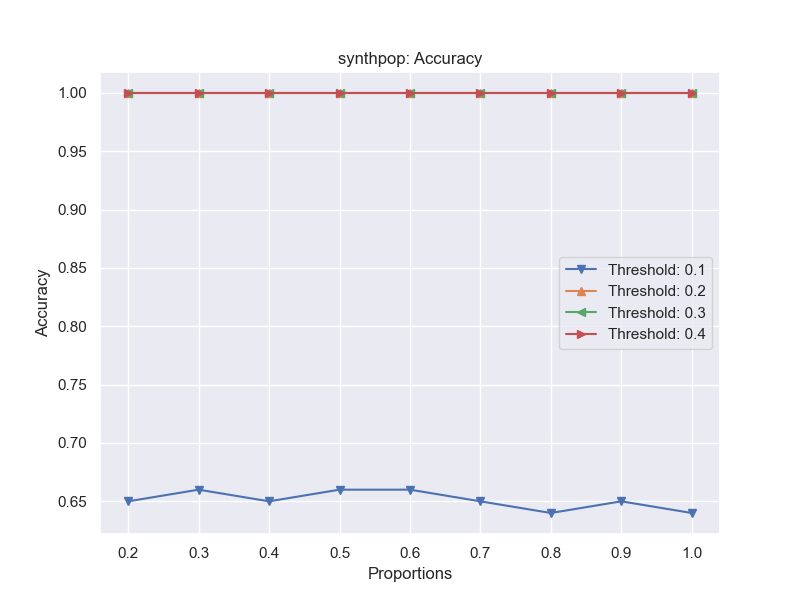 synthpop: Accuracy
1.00
0.95
0.90
0.85
0.80
0.75
0.70
0.65
Accuracy
Threshold: 0.1
Threshold: 0.2
Threshold: 0.3
Threshold: 0.4
0.2 0.3 0.4 0.5 0.6 0.7 0.8 0.9 1.0
Proportions